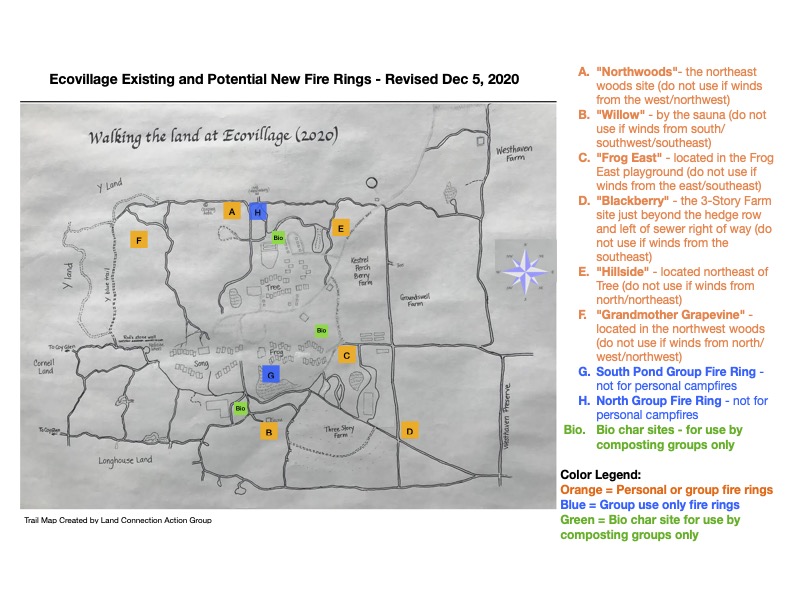 Ecovillage Existing and Potential New Fire Rings - Revised Dec 5, 2020
Walking the land at Ecovillage (2020)
Westhaven
Farm
Y Land
A
H
F
E
Bio
Y land
Y blue trail
Kestrel
Perch
Berry
Farm
Tree
Groundswell
Farm
Bio
Cornell
Land
Song
Frog
C
G
Bio
B
Three Story
Farm
D
Westhaven Preserve
Longhouse Land
Trail Map Created by Land Connection Action Group
A. "Northwoods"- the northeast
woods site (do not use if winds
from the west/northwest)
B. "Willow" - by the sauna (do not
use if winds from south/
southwest/southeast)
C. "Frog East" - located in the Frog
East playground (do not use if
winds from the east/southeast)
D. "Blackberry" - the 3-Story Farm
site just beyond the hedge row
and left of sewer right of way (do
not use if winds from the
southeast)
E. "Hillside" - located northeast of
Tree (do not use if winds from
north/northeast)
F. "Grandmother Grapevine" -
located in the northwest woods
(do not use if winds from north/
west/northwest)
G. South Pond Group Fire Ring -
not for personal campfires
H. North Group Fire Ring - not for
personal campfires
Bio. Bio char sites - for use by
composting groups only
Color Legend:
Orange = Personal or group fire rings
Blue = Group use only fire rings
Green = Bio char site for use by
composting groups only